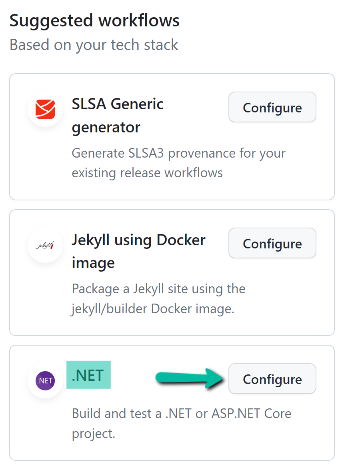 Suggested workflows
Based on your tech stack
SLSA Generic
generator
Configure
Generate SLSA3 provenance for your
existing release workflows
jekyll
Jekyll using Docker
image
Configure
Package a Jekyll site using the
jekyll/builder Docker image.
NET
.NET
Configure
Build and test a .NET or ASP.NET Core
project.